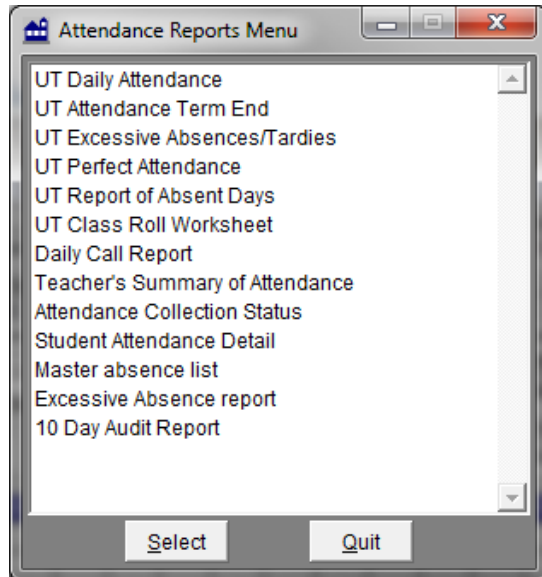 Attendance Reports Menu
UT Daily Attendance
UT Attendance Term End
UT Excessive Absences/Tardies
UT Perfect Attendance
UT Report of Absent Days
UT Class Roll Worksheet
Daily Call Report
Teacher's Summary of Attendance
Attendance Collection Status
Student Attendance Detail
Master absence list
Excessive Absence report
10 Day Audit Report
Select Quit